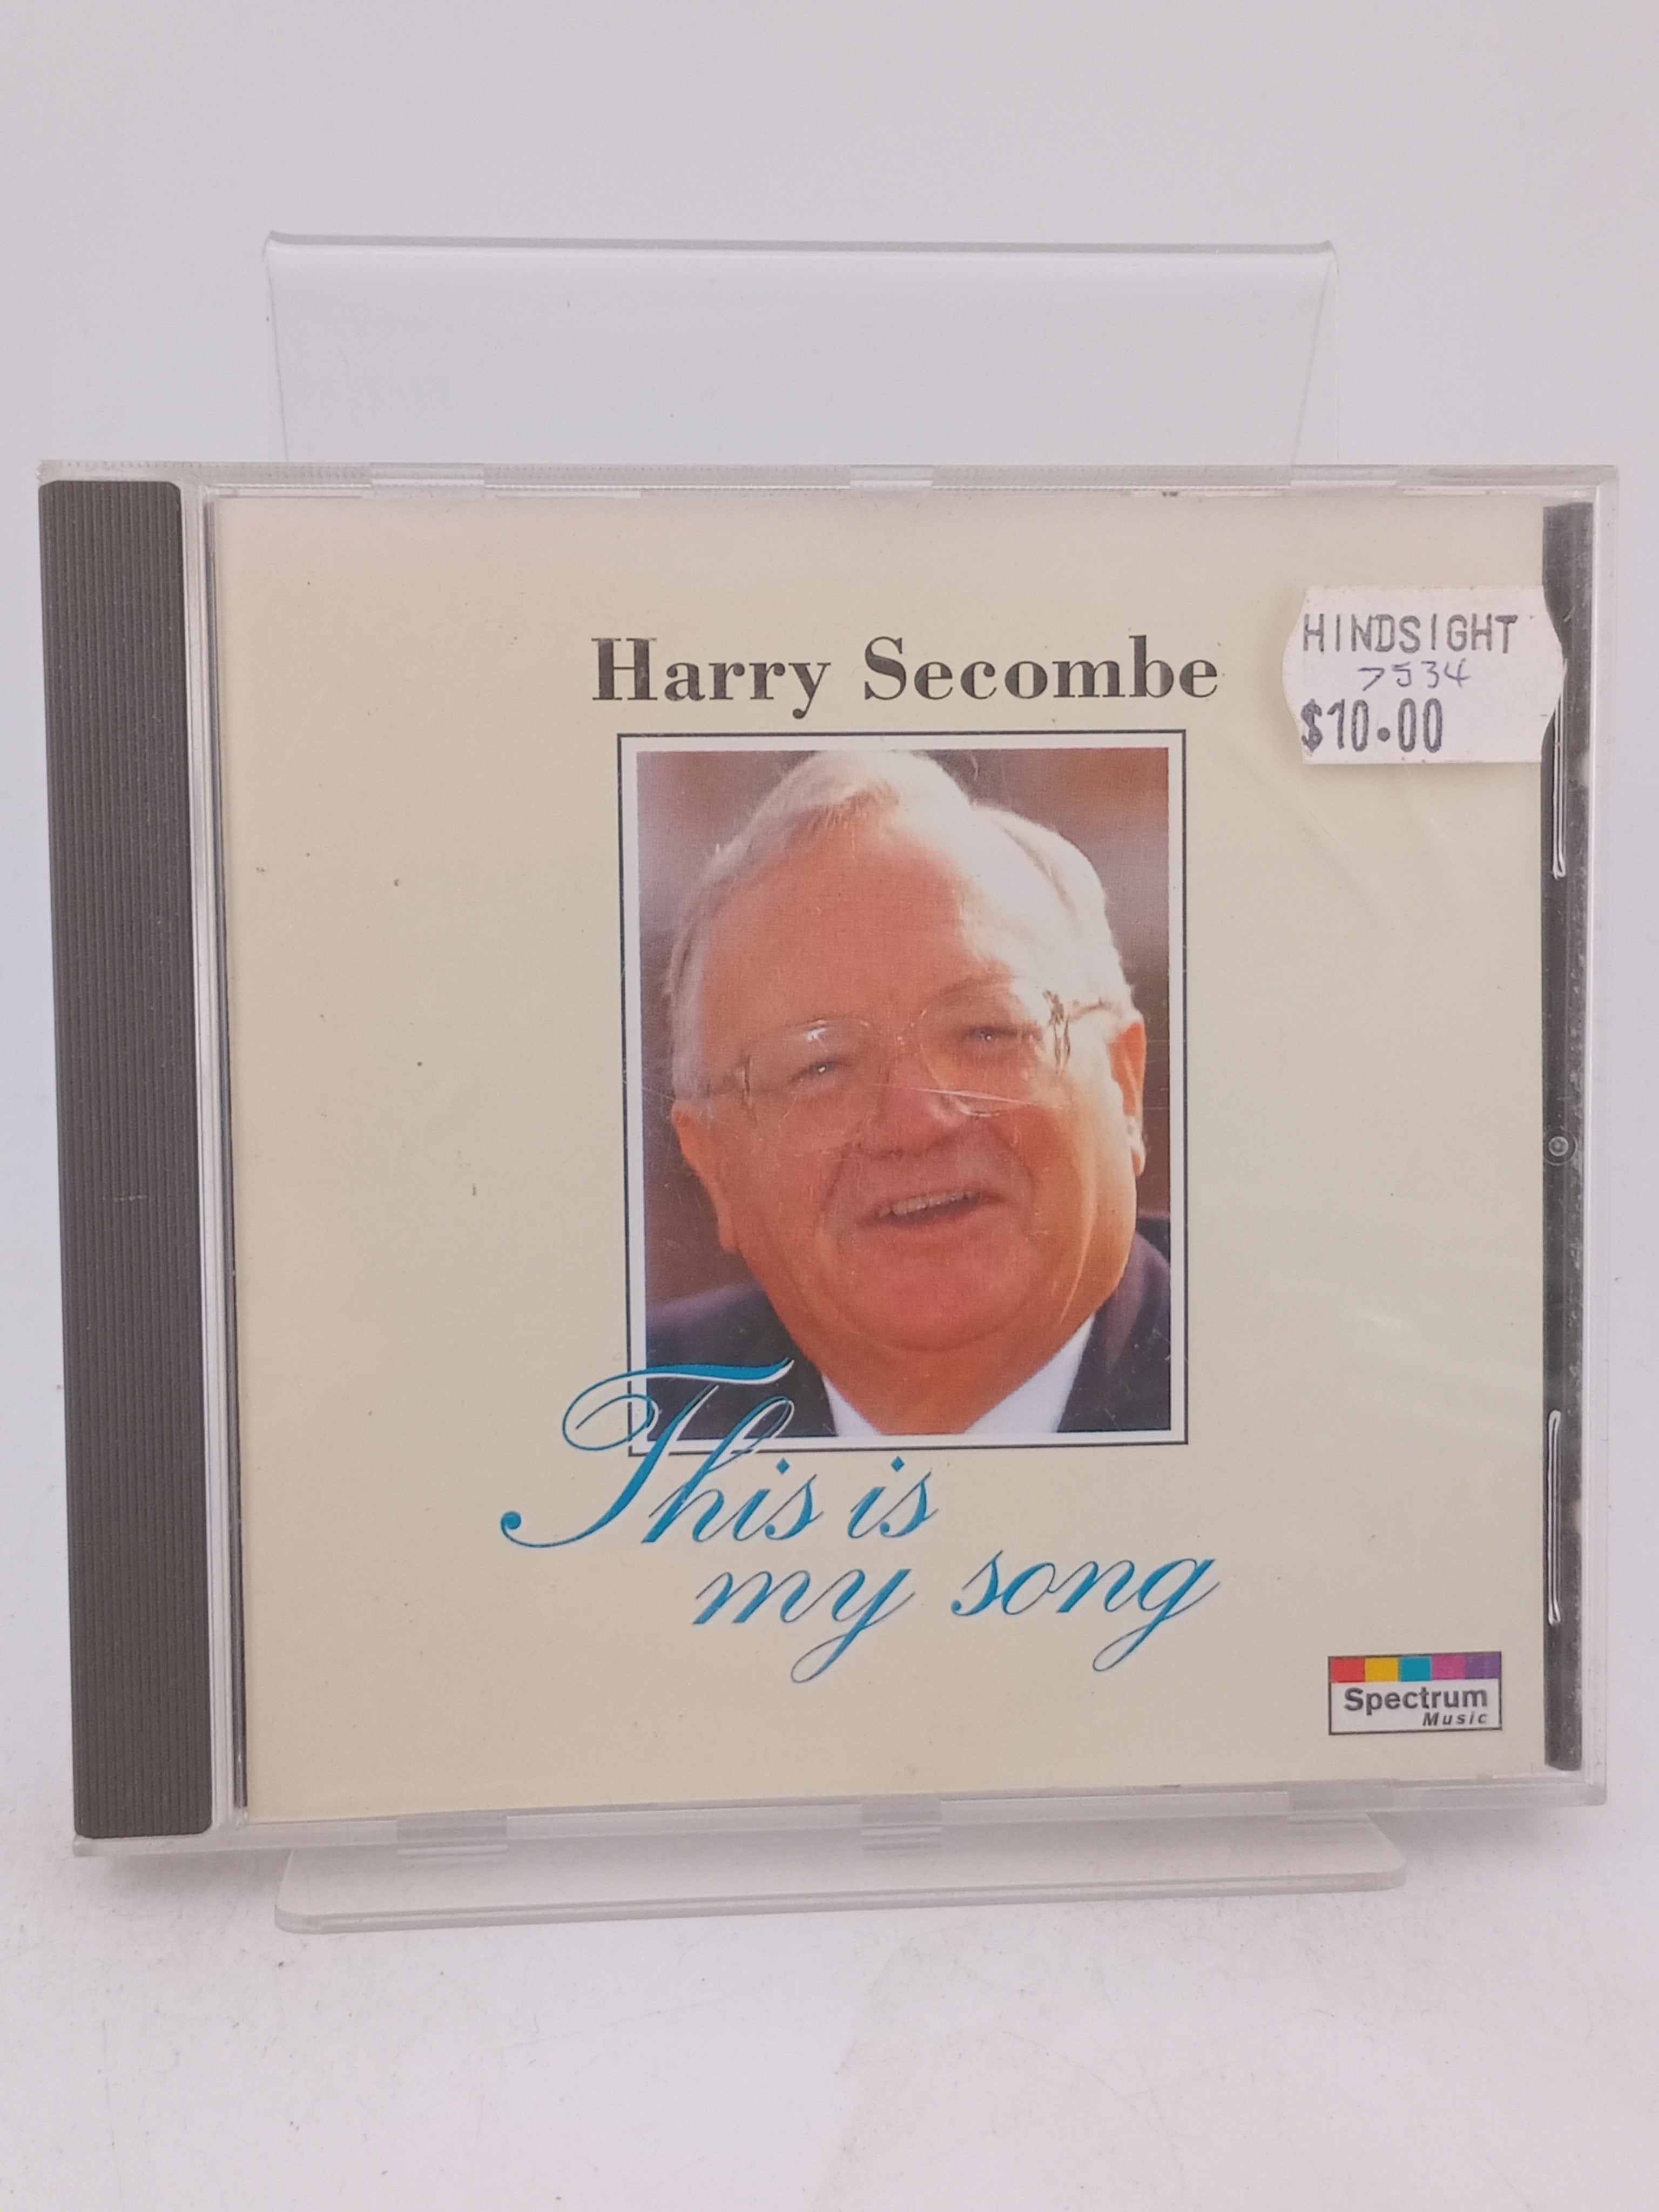 Harry Secombe
HINDSIGHT
7534
$10.00
This is
my song
Spectrum
Music